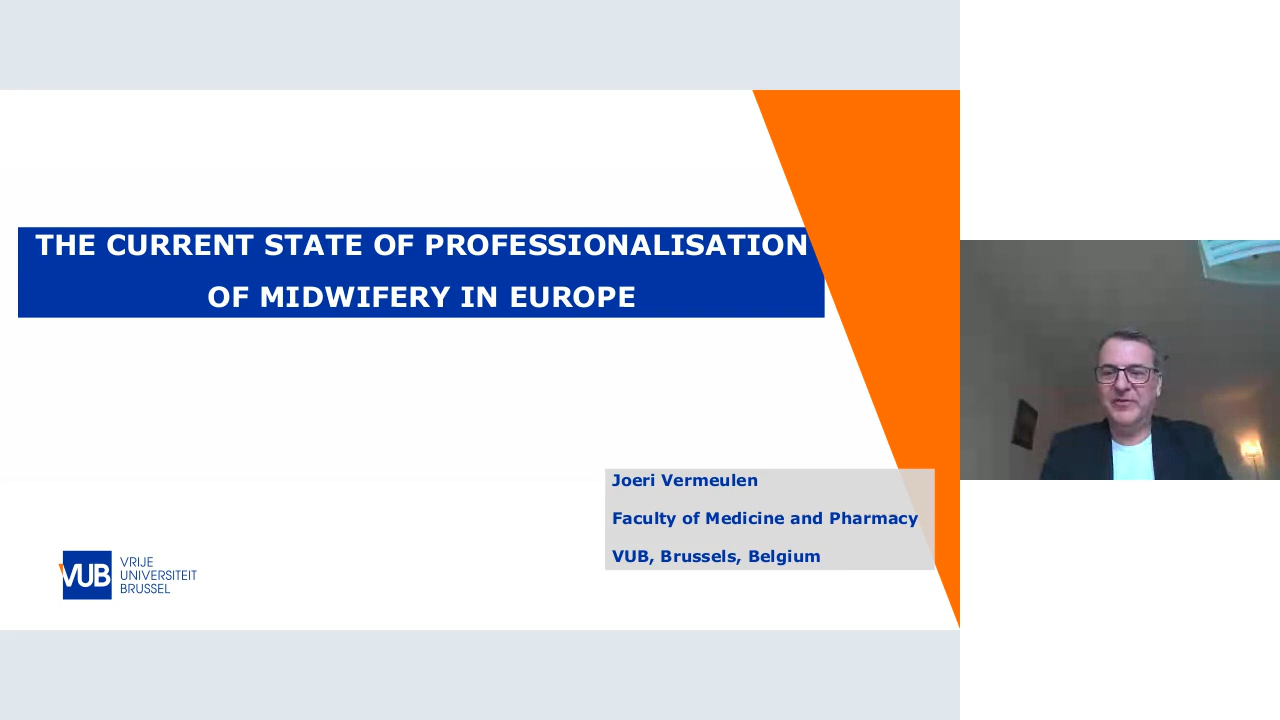 THE CURRENT STATE OF PROFESSIONALISATION
OF MIDWIFERY IN EUROPE
Joeri Vermeulen
Faculty of Medicine and Pharmacy
VUB, Brussels, Belgium
VUB
VRIJE
UNIVERSITEIT
BRUSSEL